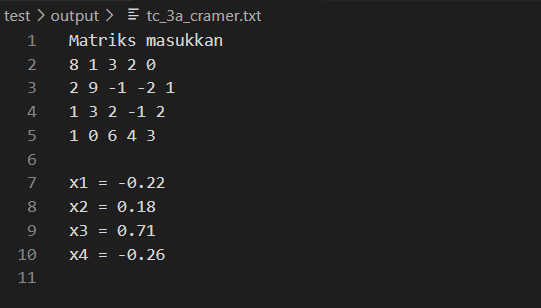 test > output > tc_3a_cramer.txt
1 Matriks masukkan
2 8 1 3 2 0
3 2 9 -1 -2 1
4 1 3 2 -1 2
5 1 0 6 4 3
6
7 x1 = -0.22
8 x2 = 0.18
9 x3 = 0.71
10 x4 = -0.26
11